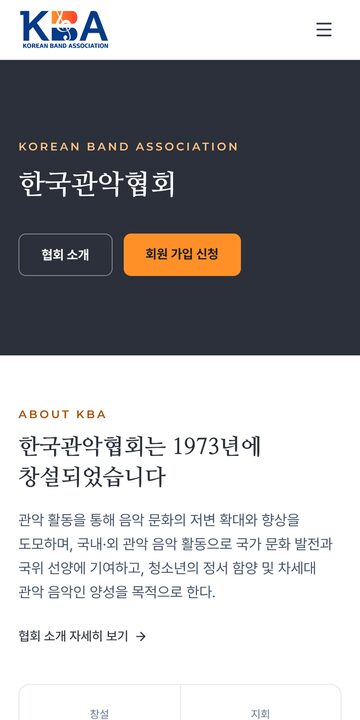 KBA
KOREAN BAND ASSOCIATION
KOREAN BAND ASSOCIATION
한국관악협회
협회 소개
회원 가입 신청
ABOUT KBA
한국관악협회는 1973년에
창설되었습니다
관악 활동을 통해 음악 문화의 저변 확대와 향상을
도모하며, 국내·외 관악 음악 활동으로 국가 문화 발전과
국위 선양에 기여하고, 청소년의 정서 함양 및 차세대
관악 음악인 양성을 목적으로 한다.
협회 소개 자세히 보기 →
창설
지회